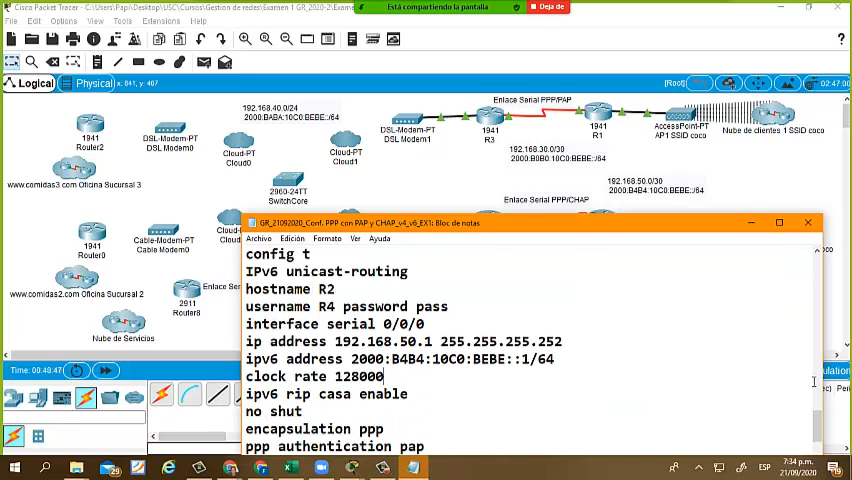 Cisco Packet Tracer - C:\Users\Papi\Desktop\USC\Cursos\Gestion de redes\Examen 1 GR_2020-2\Exame
Está compartiendo la pantalla
Deja de
File Edit Options View Tools Extensions Help
Logical
Physical
x: 841, y: 407
[Root]
02:47:00
192.168.40.0/24
2000:BABA:10C0:BEBE::/64
Enlace Serial PPP/PAP
1941
Router2
DSL-Modem-PT
DSL Modem0
Cloud-PT
Cloud0
Cloud-PT
Cloud1
DSL-Modem-PT
DSL Modem1
1941
R3
1941
R1
AccessPoint-PT
AP1 SSID coco
Nube de clientes 1 SSID coco
192.168.30.0/30
2000:B0B0:10C0:BEBE::/64
www.comidas3.com Oficina Sucursal 3
2960-24TT
SwitchCore
192.168.50.0/30
2000:B4B4:10C0:BEBE::/64
Enlace Serial PPP/CHAP
1941
Router0
Cable-Modem-PT
Cable Modem0
www.comidas2.com Oficina Sucursal 2
2911
Router8
Enlace Seri
Nube de Servicios
Time: 00:48:47
GR_21092020_Conf. PPP con PAP y CHAP_v4_v6_EX1: Bloc de notas
Archivo Edición Formato Ver Ayuda
config t
IPv6 unicast-routing
hostname R2
username R4 password pass
interface serial 0/0/0
ip address 192.168.50.1 255.255.255.252
ipv6 address 2000:B4B4:10C0:BEBE::1/64
clock rate 128000
ipv6 rip casa enable
no shut
encapsulation ppp
ppp authentication pap
ESP
7:34 p.m.
21/09/2020